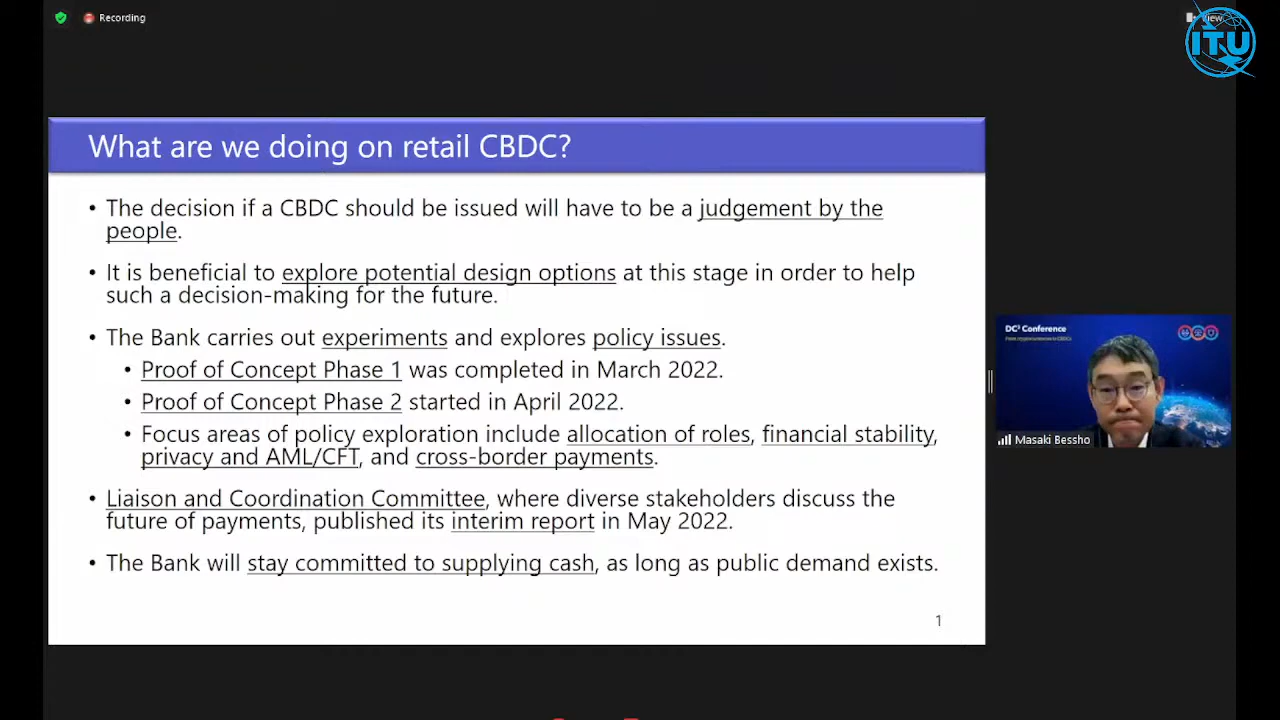 Recording
View
ITU
What are we doing on retail CBDC?
• The decision if a CBDC should be issued will have to be a judgement by the
people.
• It is beneficial to explore potential design options at this stage in order to help
such a decision-making for the future.
• The Bank carries out experiments and explores policy issues.
• Proof of Concept Phase 1 was completed in March 2022.
• Proof of Concept Phase 2 started in April 2022.
• Focus areas of policy exploration include allocation of roles, financial stability,
privacy and AML/CFT, and cross-border payments.
• Liaison and Coordination Committee, where diverse stakeholders discuss the
future of payments, published its interim report in May 2022.
• The Bank will stay committed to supplying cash, as long as public demand exists.
1
DC³ Conference
From cryptocurrencies to CBDCs
Masaki Bessho